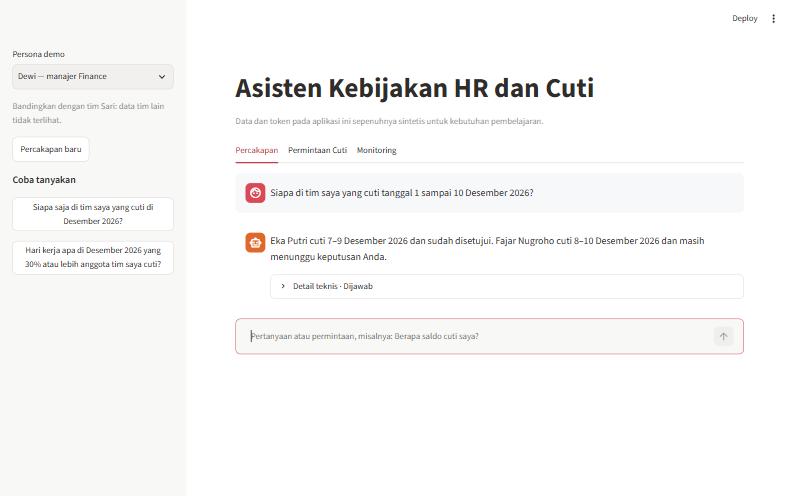 Deploy
Persona demo
Dewi — manajer Finance
Bandingkan dengan tim Sari: data tim lain
tidak terlihat.
Percakapan baru
Coba tanyakan
Siapa saja di tim saya yang cuti di
Desember 2026?
Hari kerja apa di Desember 2026 yang
30% atau lebih anggota tim saya cuti?
Asisten Kebijakan HR dan Cuti
Data dan token pada aplikasi ini sepenuhnya sintetis untuk kebutuhan pembelajaran.
Percakapan Permintaan Cuti Monitoring
Siapa di tim saya yang cuti tanggal 1 sampai 10 Desember 2026?
Eka Putri cuti 7–9 Desember 2026 dan sudah disetujui. Fajar Nugroho cuti 8–10 Desember 2026 dan masih
menunggu keputusan Anda.
Detail teknis · Dijawab
Pertanyaan atau permintaan, misalnya: Berapa saldo cuti saya?